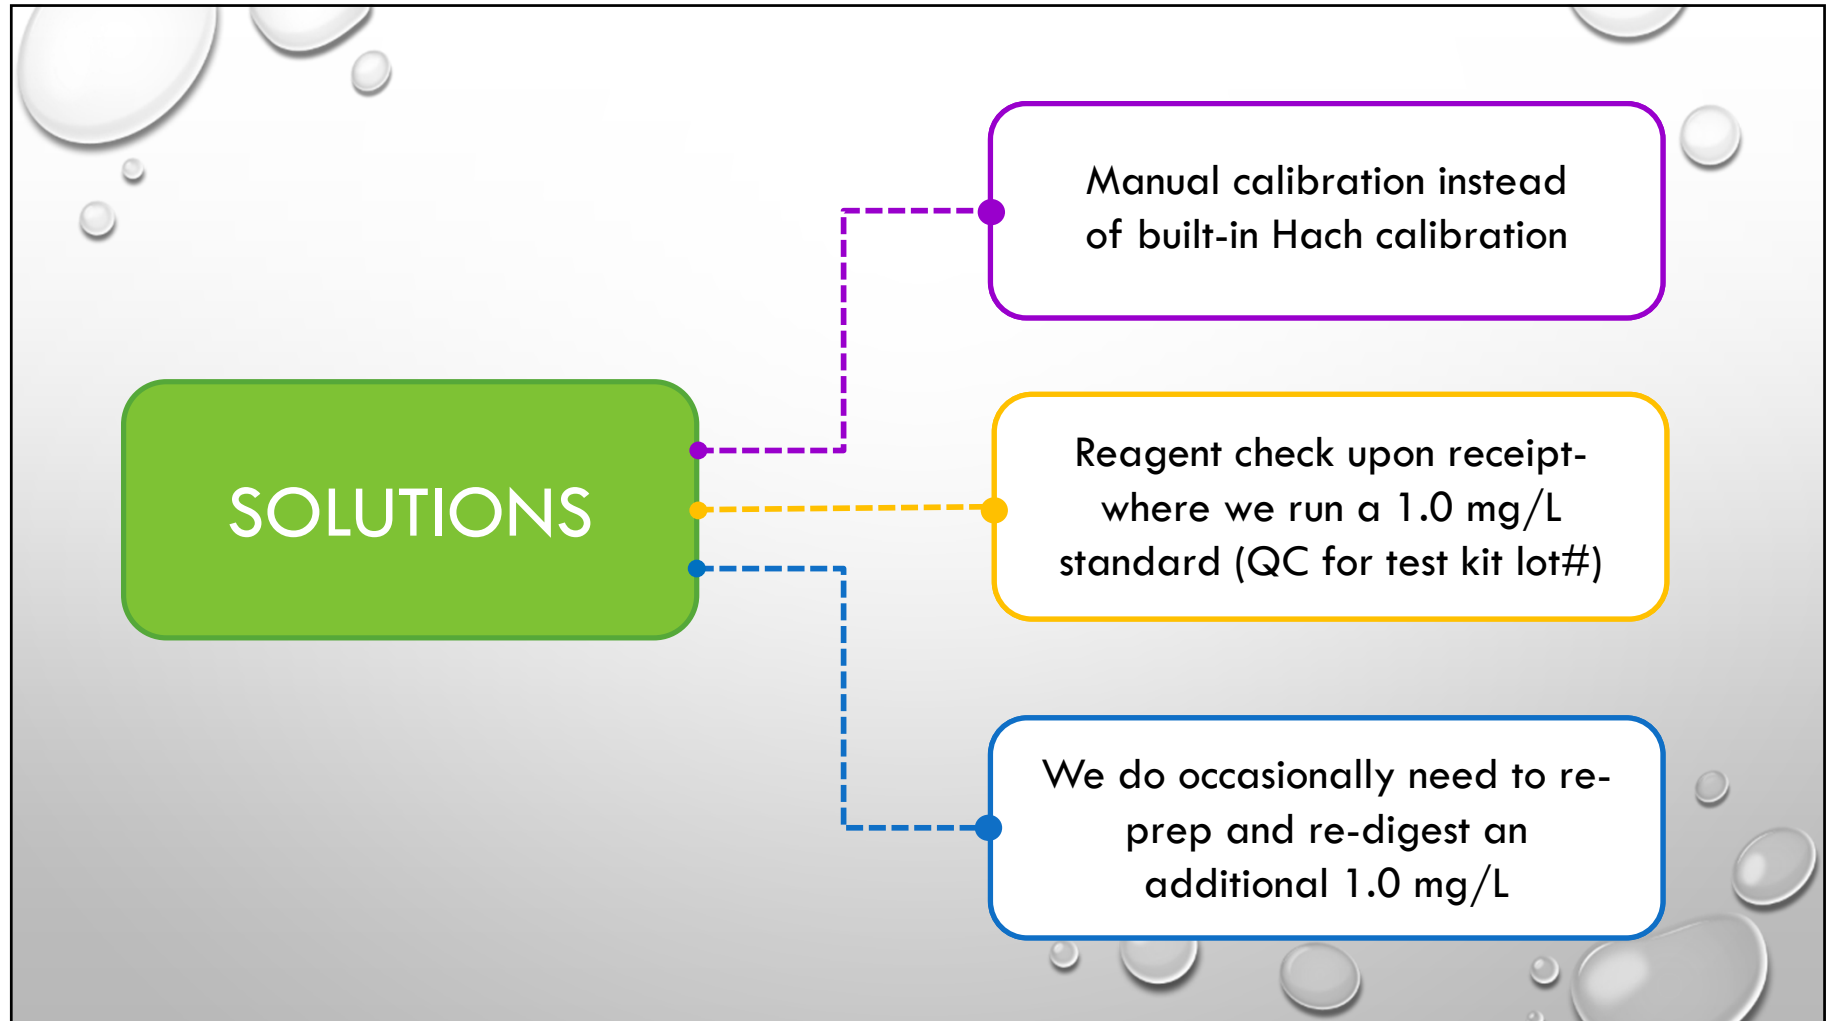 SOLUTIONS
Manual calibration instead
of built-in Hach calibration
Reagent check upon receipt-
where we run a 1.0 mg/L
standard (QC for test kit lot#)
We do occasionally need to re-
prep and re-digest an
additional 1.0 mg/L